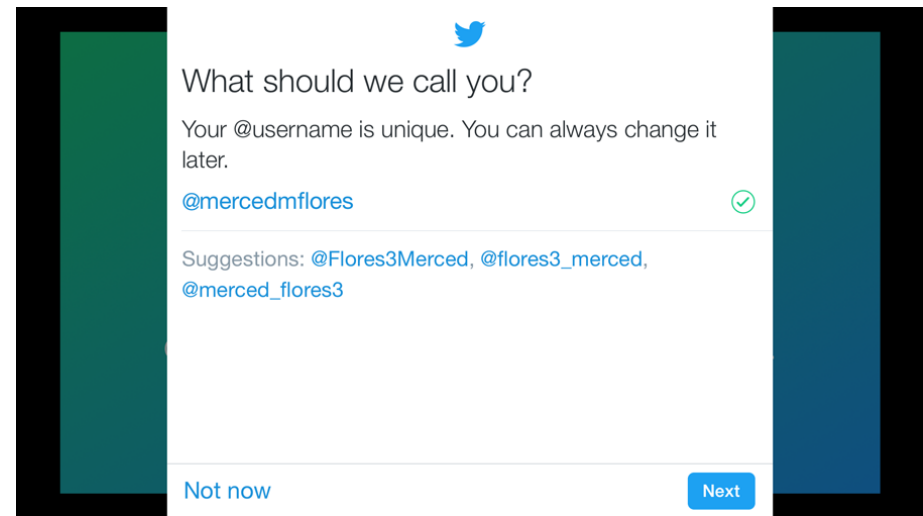 What should we call you?
Your @username is unique. You can always change it
later.
@mercedmflores
Suggestions: @Flores3Merced, @flores3_merced,
@merced_flores3
Not now
Next